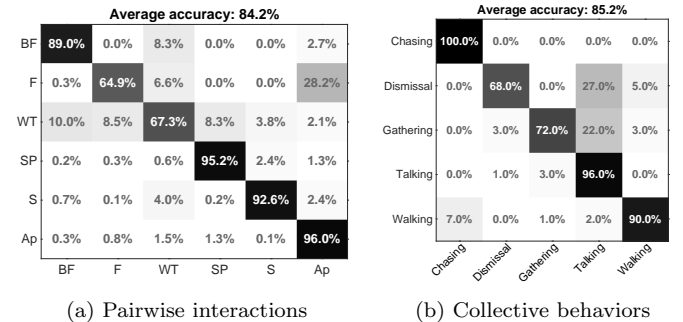 Average accuracy: 84.2%
BF 89.0% 0.0% 8.3% 0.0% 0.0% 2.7%
F 0.3% 64.9% 6.6% 0.0% 0.0% 28.2%
WT 10.0% 8.5% 67.3% 8.3% 3.8% 2.1%
SP 0.2% 0.3% 0.6% 95.2% 2.4% 1.3%
S 0.7% 0.1% 4.0% 0.2% 92.6% 2.4%
Ap 0.3% 0.8% 1.5% 1.3% 0.1% 96.0%
BF F WT SP S Ap
(a) Pairwise interactions
Average accuracy: 85.2%
Chasing 100.0% 0.0% 0.0% 0.0% 0.0%
Dismissal 0.0% 68.0% 0.0% 27.0% 5.0%
Gathering 0.0% 3.0% 72.0% 22.0% 3.0%
Talking 0.0% 1.0% 3.0% 96.0% 0.0%
Walking 7.0% 0.0% 1.0% 2.0% 90.0%
Chasing Dismissal Gathering Talking Walking
(b) Collective behaviors